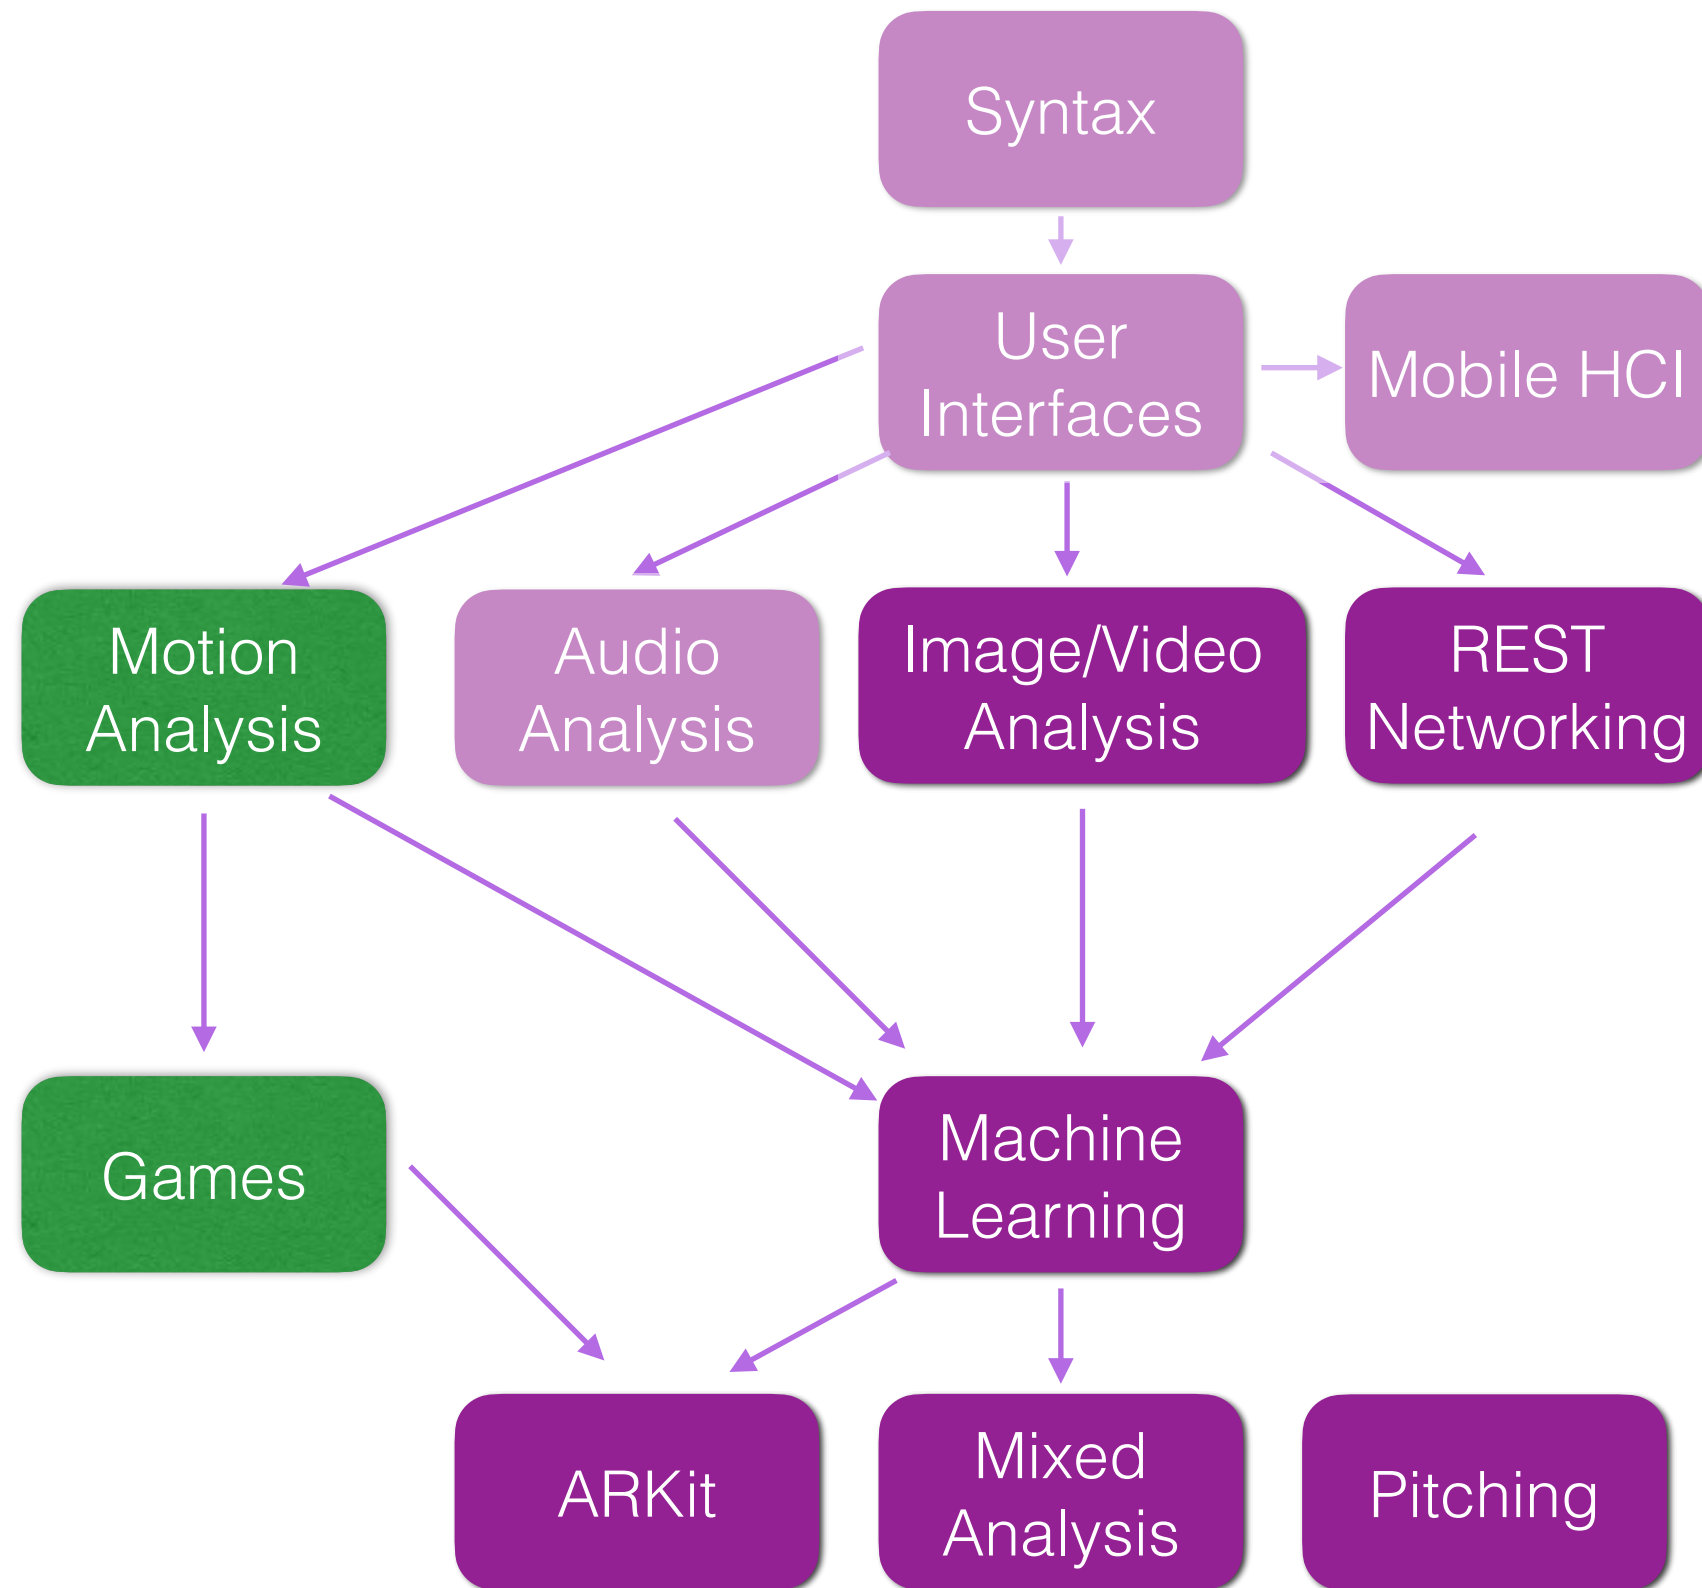 Syntax
User
Interfaces
Mobile HCI
Motion
Analysis
Audio
Analysis
Image/Video
Analysis
REST
Networking
Games
Machine
Learning
ARKit
Mixed
Analysis
Pitching